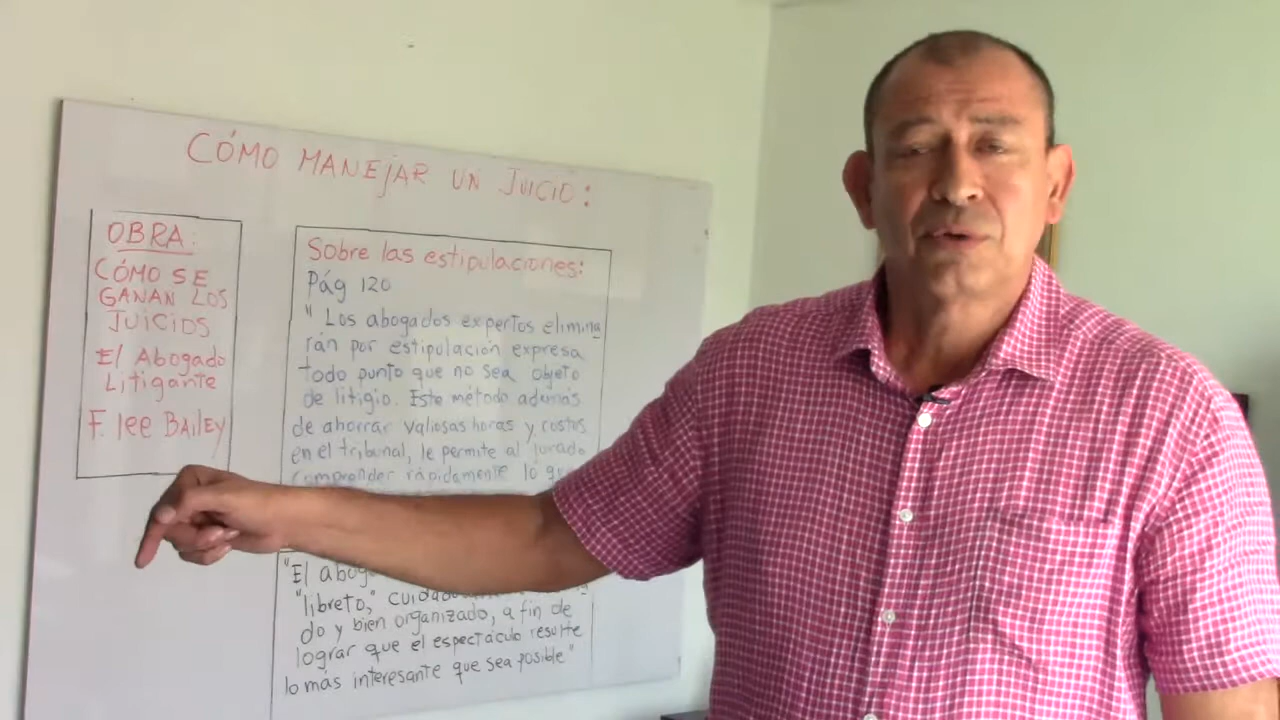 CÓMO MANEJAR UN JUICIO:
OBRA:
CÓMO SE
GANAN LOS
JUICIOS
El Abogado
Litigante
F. lee BAILEY
Sobre las estipulaciones:
Pág 120
" Los abogados expertos elimina
rán por estipulación expresa
todo punto que no sea objeto
de litigio. Este método además
de ahorrar valiosas horas y costos
en el tribunal, le permite al jurado
comprender rápidamente lo
"El
"libreto,"
do y bien organizado, a fin de
lograr que el espectáculo resulte
lo más interesante que sea posible"